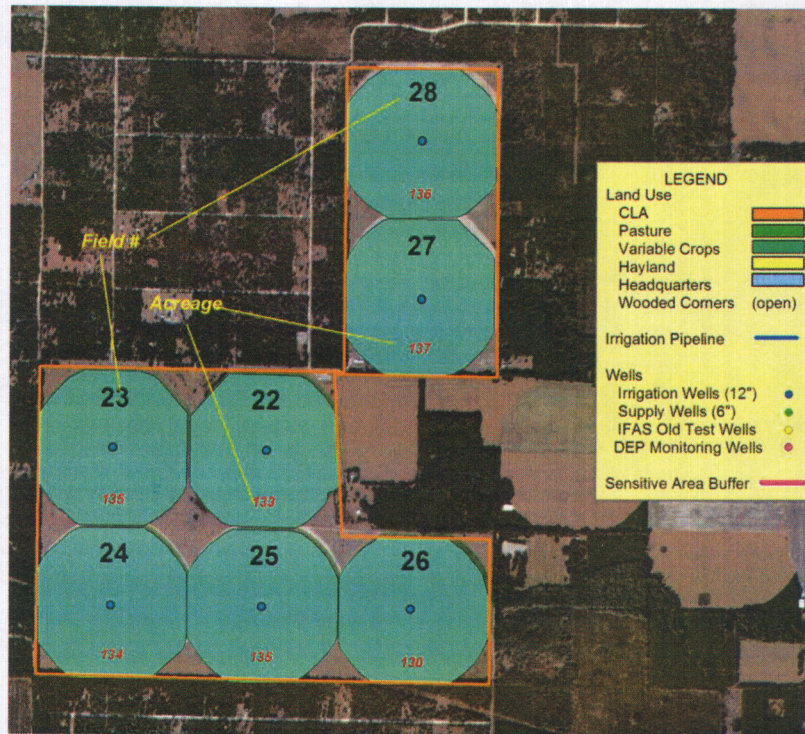 28
136
27
137
Field #
Acreage
23
22
135
133
24
25
26
134
135
130
LEGEND
Land Use
CLA
Pasture
Variable Crops
Hayland
Headquarters
Wooded Corners (open)
Irrigation Pipeline
Wells
Irrigation Wells (12")
Supply Wells (6")
IFAS Old Test Wells
DEP Monitoring Wells
Sensitive Area Buffer